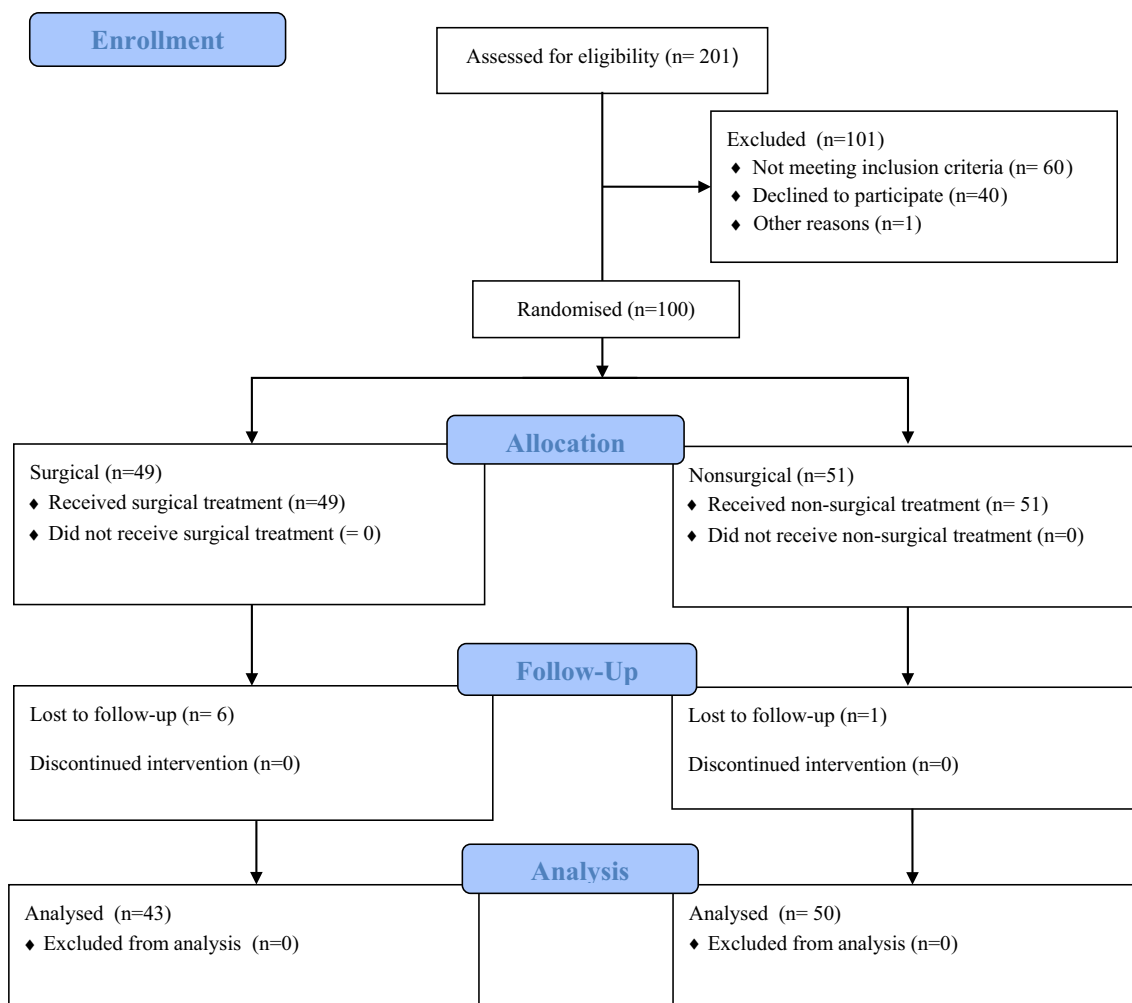 Enrollment
Assessed for eligibility (n= 201)
Excluded (n=101)
♦ Not meeting inclusion criteria (n= 60)
♦ Declined to participate (n=40)
♦ Other reasons (n=1)
Randomised (n=100)
Allocation
Surgical (n=49)
♦ Received surgical treatment (n=49)
♦ Did not receive surgical treatment (= 0)
Nonsurgical (n=51)
♦ Received non-surgical treatment (n= 51)
♦ Did not receive non-surgical treatment (n=0)
Follow-Up
Lost to follow-up (n= 6)
Discontinued intervention (n=0)
Lost to follow-up (n=1)
Discontinued intervention (n=0)
Analysis
Analysed (n=43)
♦ Excluded from analysis (n=0)
Analysed (n= 50)
♦ Excluded from analysis (n=0)